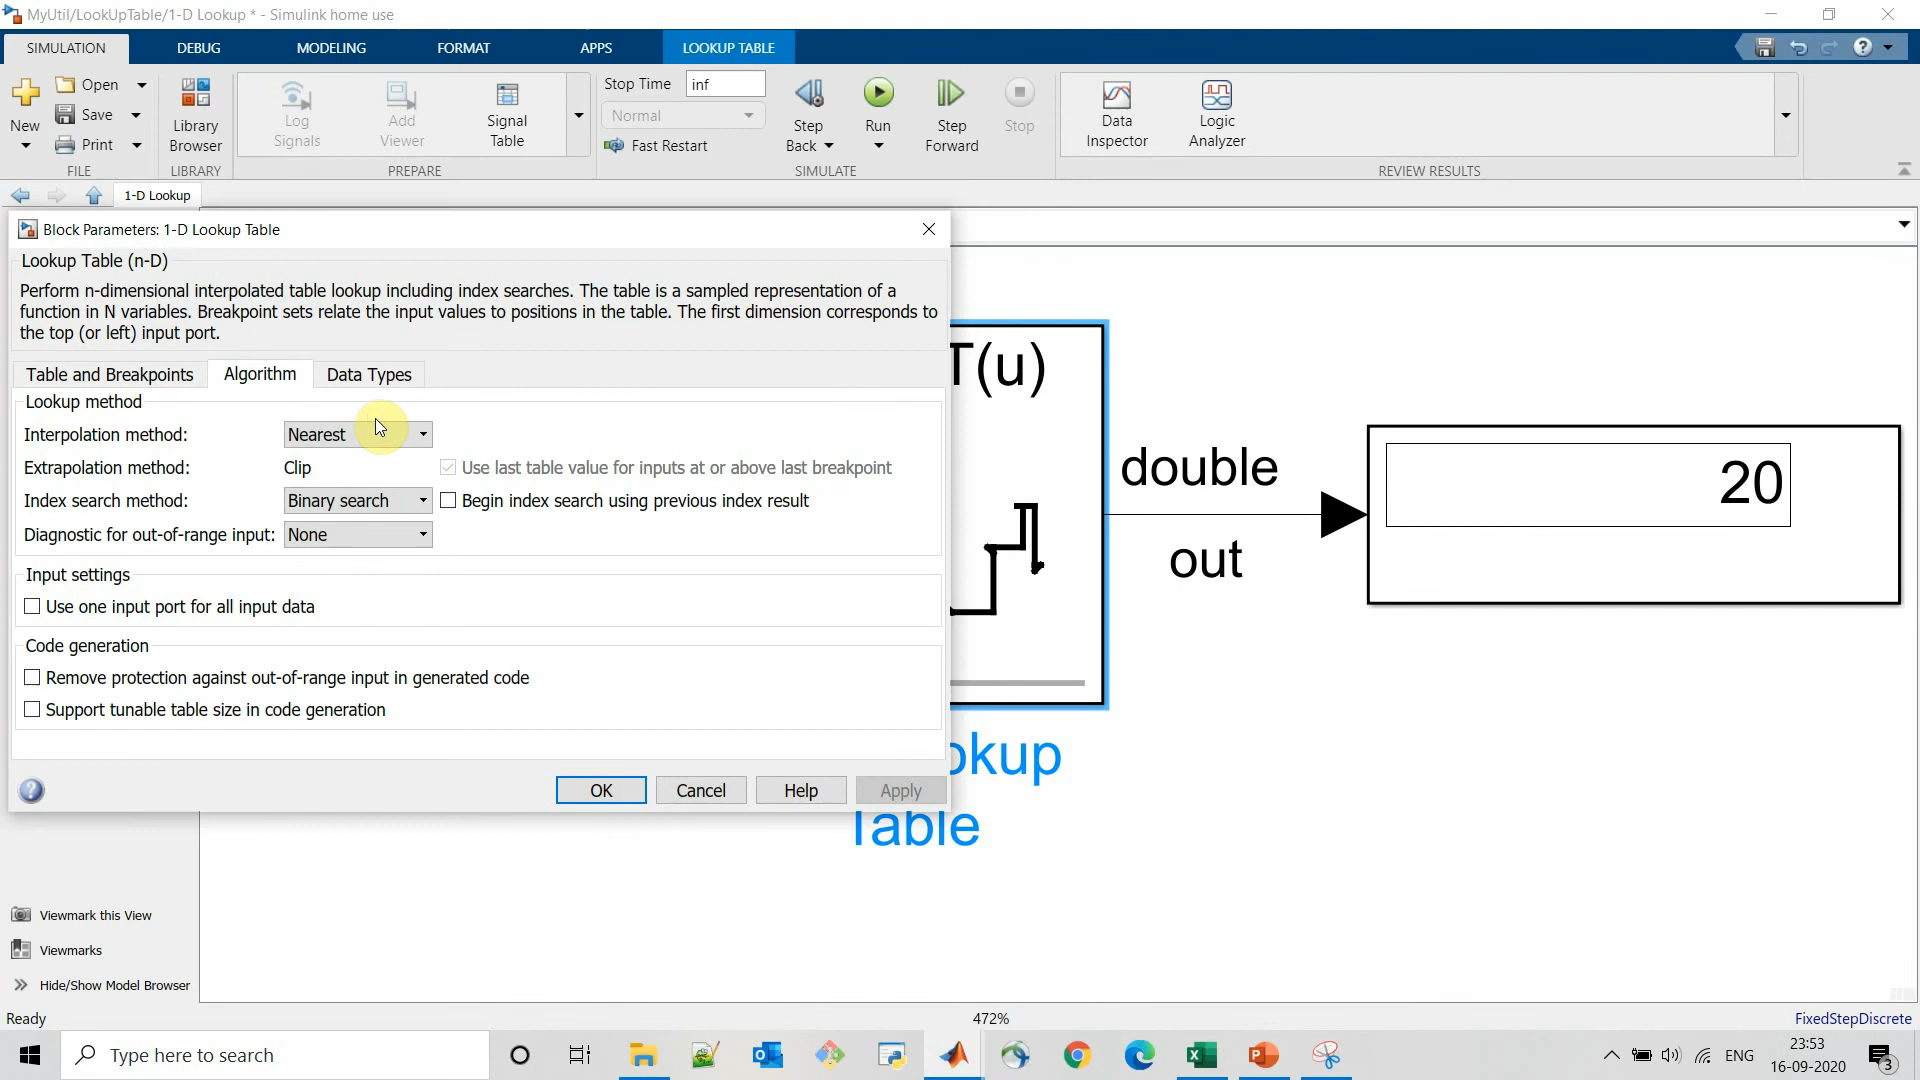 MyUtil/LookUpTable/1-D Lookup * - Simulink home use
SIMULATION DEBUG MODELING FORMAT APPS LOOKUP TABLE
New
Open
Save
Print
FILE
Library Browser
LIBRARY
Log Signals
Add Viewer
Signal Table
PREPARE
Stop Time inf
Normal
Fast Restart
Step Back
Run
Step Forward
Stop
SIMULATE
Data Inspector
Logic Analyzer
REVIEW RESULTS
1-D Lookup
Block Parameters: 1-D Lookup Table
Lookup Table (n-D)
Perform n-dimensional interpolated table lookup including index searches. The table is a sampled representation of a
function in N variables. Breakpoint sets relate the input values to positions in the table. The first dimension corresponds to
the top (or left) input port.
Table and Breakpoints Algorithm Data Types
Lookup method
Interpolation method: Nearest
Extrapolation method: Clip Use last table value for inputs at or above last breakpoint
Index search method: Binary search Begin index search using previous index result
Diagnostic for out-of-range input: None
Input settings
Use one input port for all input data
Code generation
Remove protection against out-of-range input in generated code
Support tunable table size in code generation
OK Cancel Help Apply
T(u)
double
out
20
okup
Table
Viewmark this View
Viewmarks
Hide/Show Model Browser
Ready 472% FixedStepDiscrete
Type here to search
ENG
23:53
16-09-2020
3